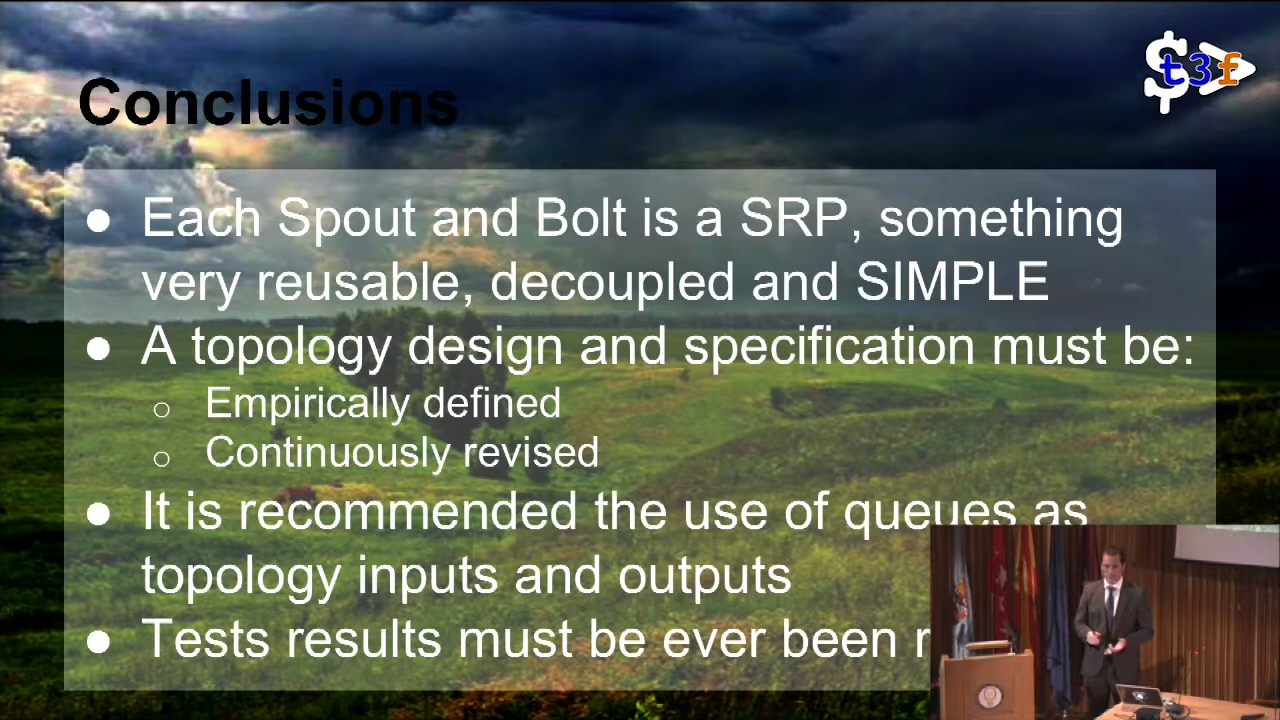 Conclusions
$t3f
● Each Spout and Bolt is a SRP, something
very reusable, decoupled and SIMPLE
● A topology design and specification must be:
○ Empirically defined
○ Continuously revised
● It is recommended the use of queues as
topology inputs and outputs
● Tests results must be ever been